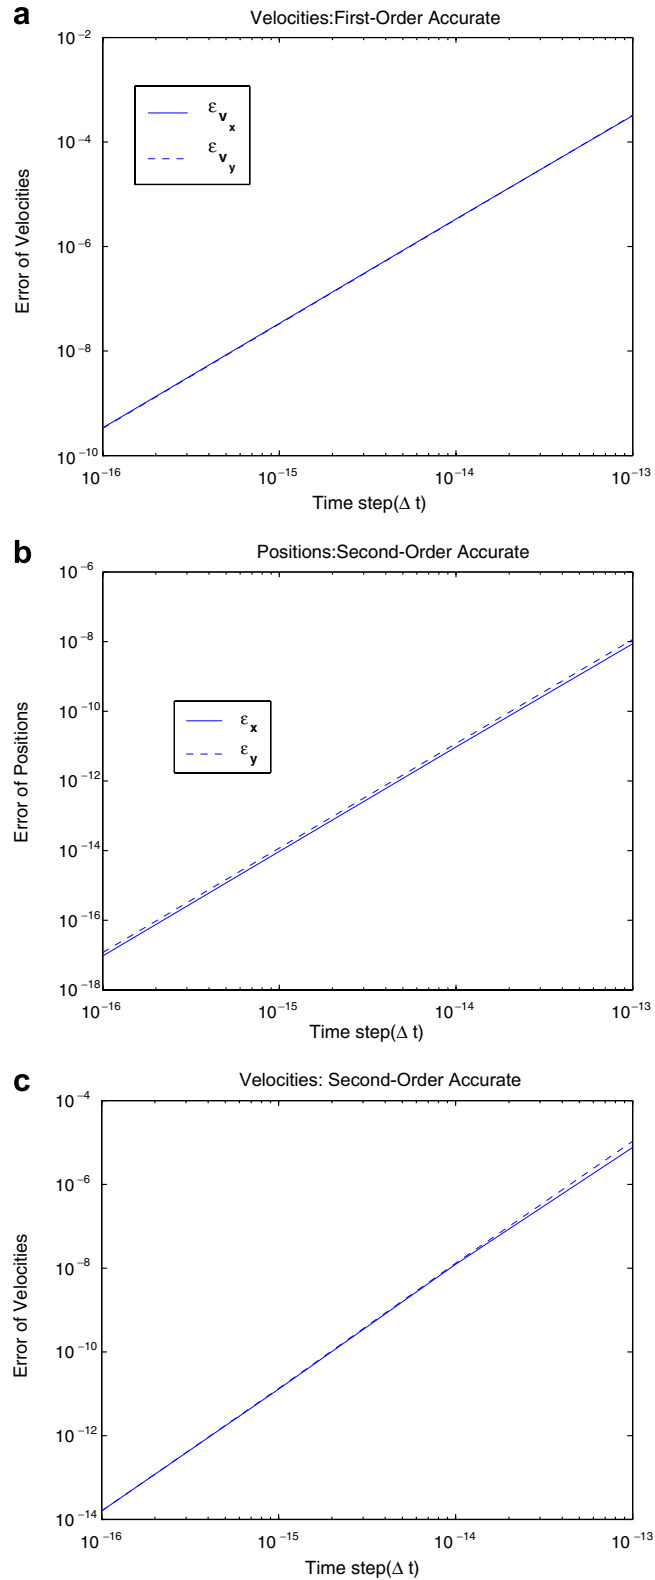 a
Velocities:First-Order Accurate
10⁻²
10⁻⁴
10⁻⁶
10⁻⁸
10⁻¹⁰
Error of Velocities
ε_v_x
ε_v_y
10⁻¹⁶ 10⁻¹⁵ 10⁻¹⁴ 10⁻¹³
Time step(Δ t)
b
Positions:Second-Order Accurate
10⁻⁶
10⁻⁸
10⁻¹⁰
10⁻¹²
10⁻¹⁴
10⁻¹⁶
10⁻¹⁸
Error of Positions
ε_x
ε_y
10⁻¹⁶ 10⁻¹⁵ 10⁻¹⁴ 10⁻¹³
Time step(Δ t)
c
Velocities: Second-Order Accurate
10⁻⁴
10⁻⁶
10⁻⁸
10⁻¹⁰
10⁻¹²
10⁻¹⁴
Error of Velocities
10⁻¹⁶ 10⁻¹⁵ 10⁻¹⁴ 10⁻¹³
Time step(Δ t)